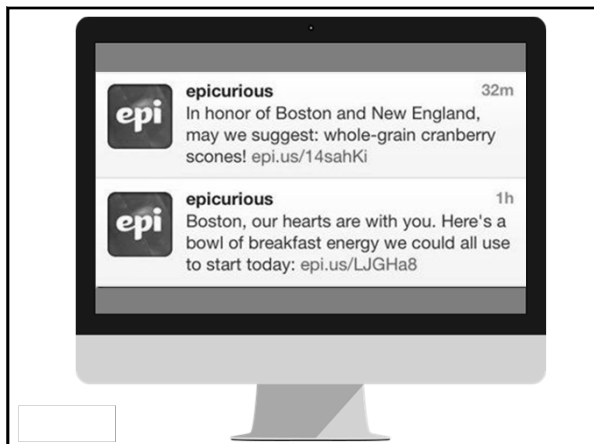 epi
epicurious 32m
In honor of Boston and New England,
may we suggest: whole-grain cranberry
scones! epi.us/14sahKi
epi
epicurious 1h
Boston, our hearts are with you. Here's a
bowl of breakfast energy we could all use
to start today: epi.us/LJGHa8